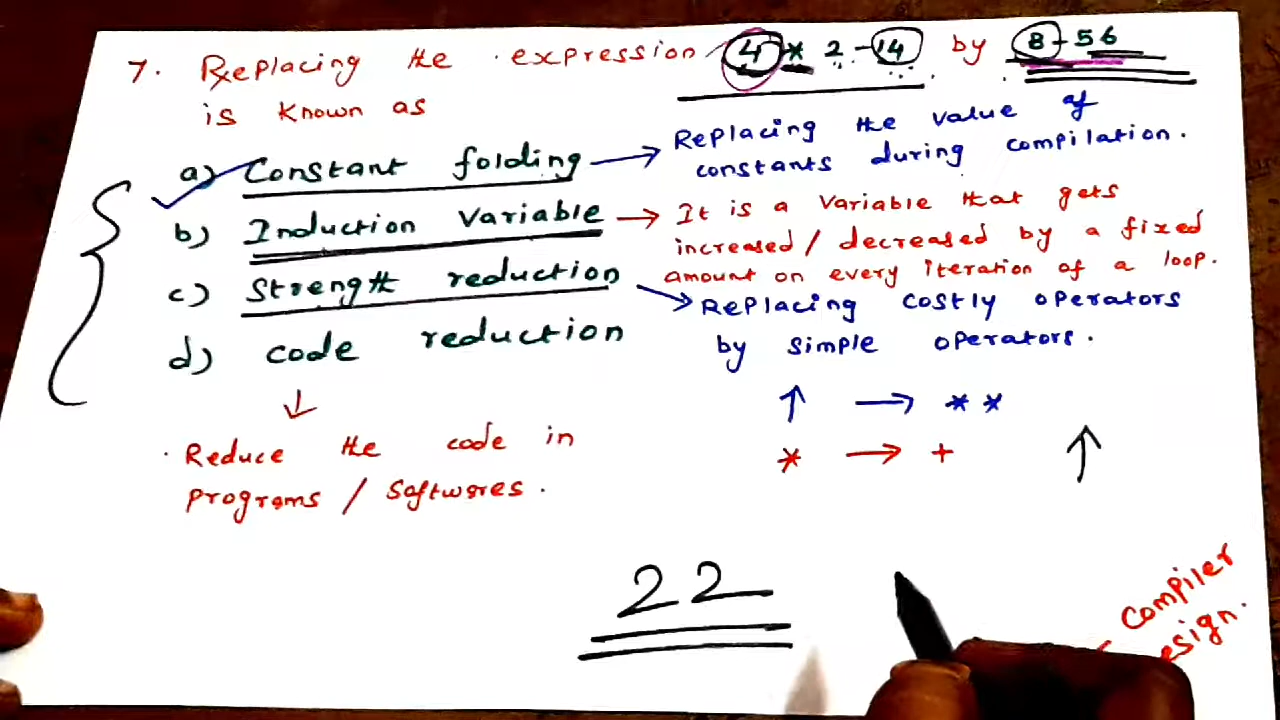 7. Replacing the expression 4 * 2 - 14 by 8 - 56
is known as
a) Constant folding → Replacing the value of
constants during compilation.
b) Induction variable → It is a variable that gets
increased / decreased by a fixed
amount on every iteration of a loop.
c) Strength reduction → Replacing costly operators
by simple operators.
d) code reduction
↓
Reduce the code in
programs / softwares.
↑ → * *
* → +
↑
22
Compiler